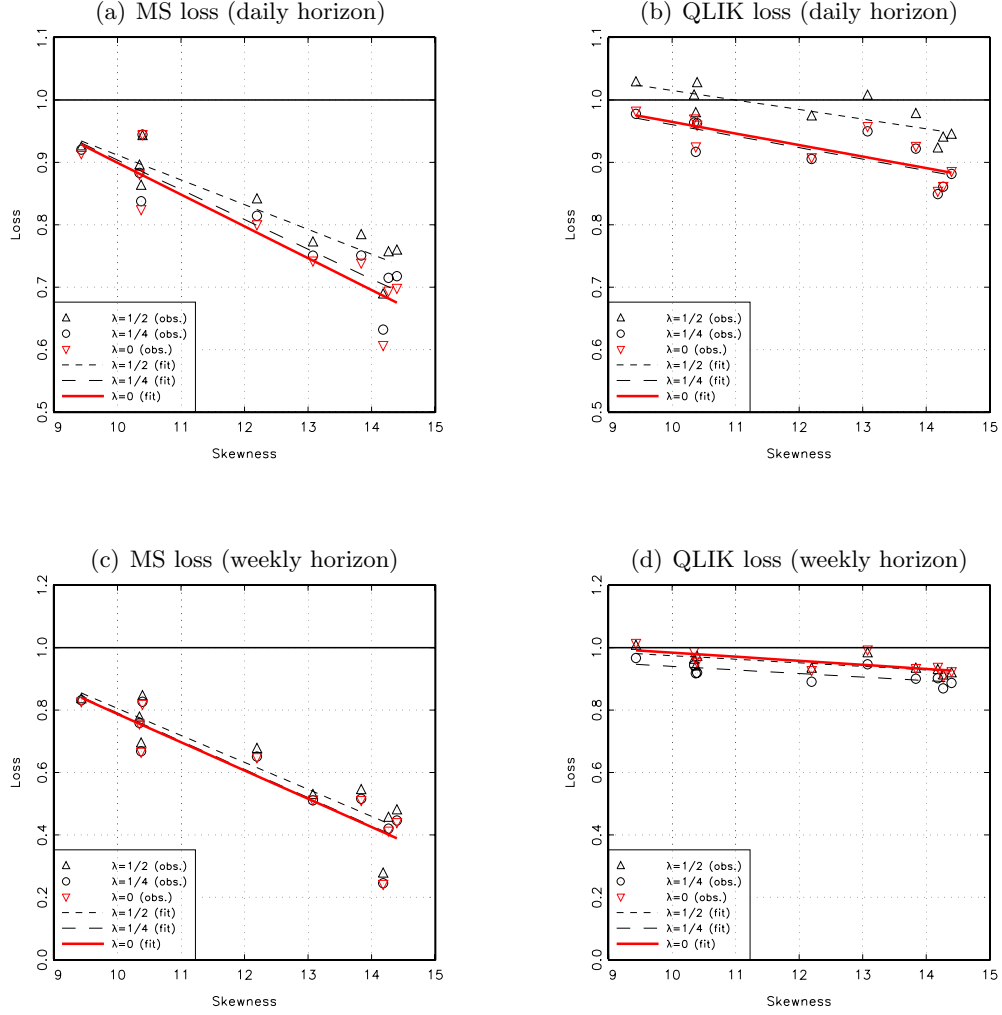 (a) MS loss (daily horizon)
Loss
1.1
1.0
0.9
0.8
0.7
0.6
0.5
λ=1/2 (obs.)
λ=1/4 (obs.)
λ=0 (obs.)
λ=1/2 (fit)
λ=1/4 (fit)
λ=0 (fit)
9 10 11 12 13 14 15
Skewness
(b) QLIK loss (daily horizon)
Loss
1.1
1.0
0.9
0.8
0.7
0.6
0.5
λ=1/2 (obs.)
λ=1/4 (obs.)
λ=0 (obs.)
λ=1/2 (fit)
λ=1/4 (fit)
λ=0 (fit)
9 10 11 12 13 14 15
Skewness
(c) MS loss (weekly horizon)
Loss
1.2
1.0
0.8
0.6
0.4
0.2
0.0
λ=1/2 (obs.)
λ=1/4 (obs.)
λ=0 (obs.)
λ=1/2 (fit)
λ=1/4 (fit)
λ=0 (fit)
9 10 11 12 13 14 15
Skewness
(d) QLIK loss (weekly horizon)
Loss
1.2
1.0
0.8
0.6
0.4
0.2
0.0
λ=1/2 (obs.)
λ=1/4 (obs.)
λ=0 (obs.)
λ=1/2 (fit)
λ=1/4 (fit)
λ=0 (fit)
9 10 11 12 13 14 15
Skewness